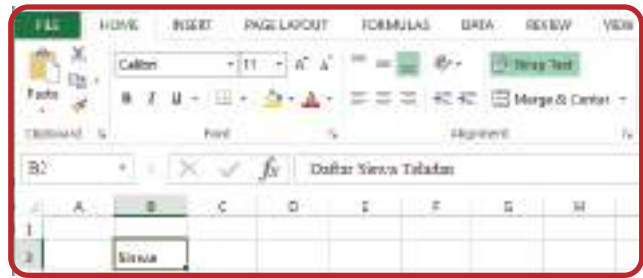 FILE HOME INSERT PAGE LAYOUT FORMULAS DATA REVIEW VIEW
Calibri 11 Wrap Text
Paste B I U Merge & Center
Clipboard Font Alignment
B2 fx Daftar Siswa Teladan
A B C D E F G H
1
2 Siswa